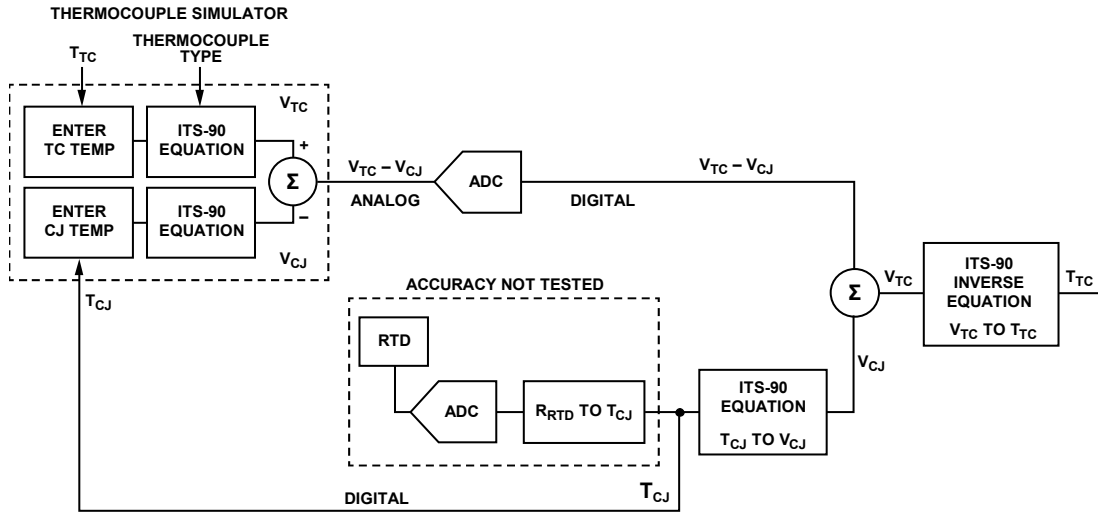 THERMOCOUPLE SIMULATOR
T_TC
THERMOCOUPLE
TYPE
V_TC
ENTER
TC TEMP
ITS-90
EQUATION
+
Σ
–
ENTER
CJ TEMP
ITS-90
EQUATION
V_CJ
T_CJ
V_TC – V_CJ
ANALOG
ADC
V_TC – V_CJ
DIGITAL
Σ
V_TC
ITS-90
INVERSE
EQUATION
V_TC TO T_TC
T_TC
V_CJ
ACCURACY NOT TESTED
RTD
ADC
R_RTD TO T_CJ
ITS-90
EQUATION
T_CJ TO V_CJ
DIGITAL
T_CJ